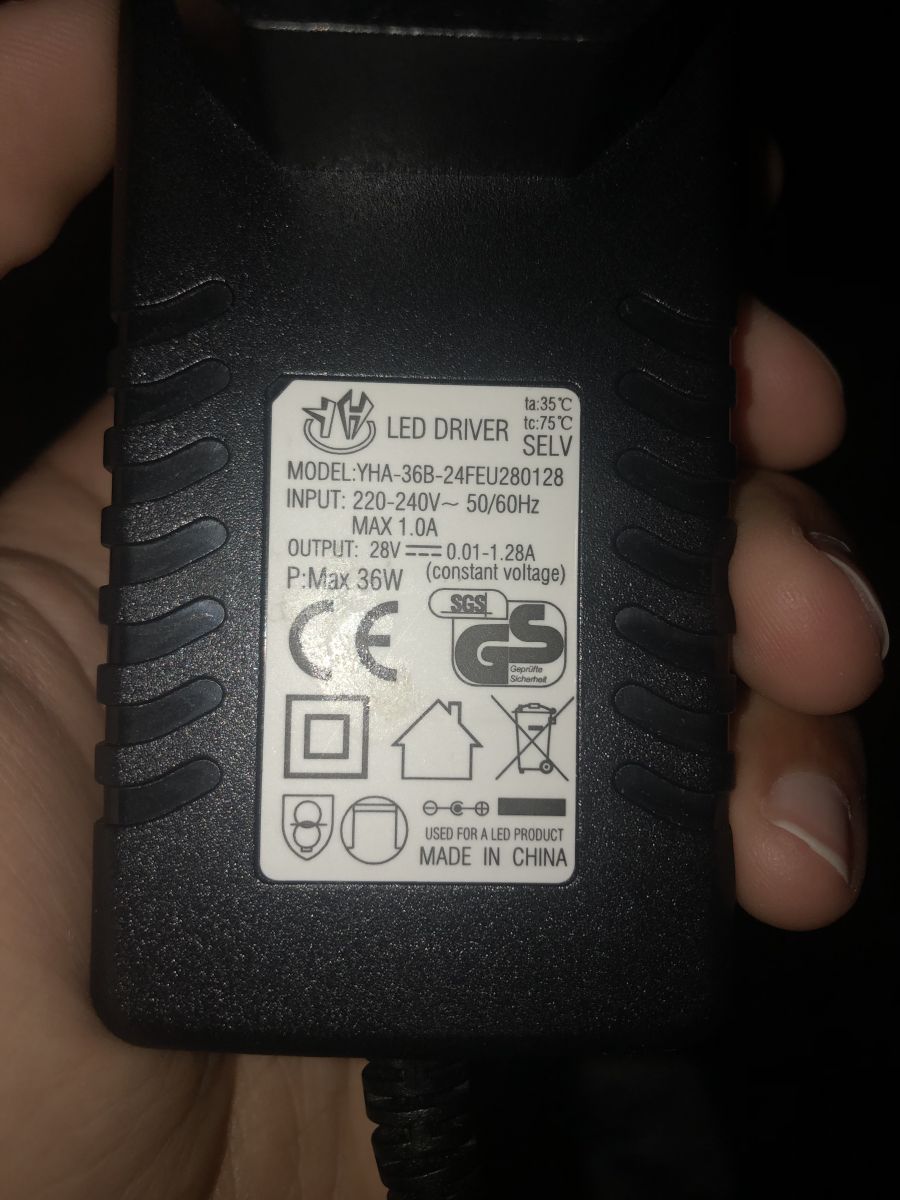 LED DRIVER
ta:35℃
tc:75℃
SELV
MODEL:YHA-36B-24FEU280128
INPUT: 220-240V~ 50/60Hz
MAX 1.0A
OUTPUT: 28V⎓0.01-1.28A
P:Max 36W (constant voltage)
CE
SGS
GS
Geprüfte
Sicherheit
USED FOR A LED PRODUCT
MADE IN CHINA